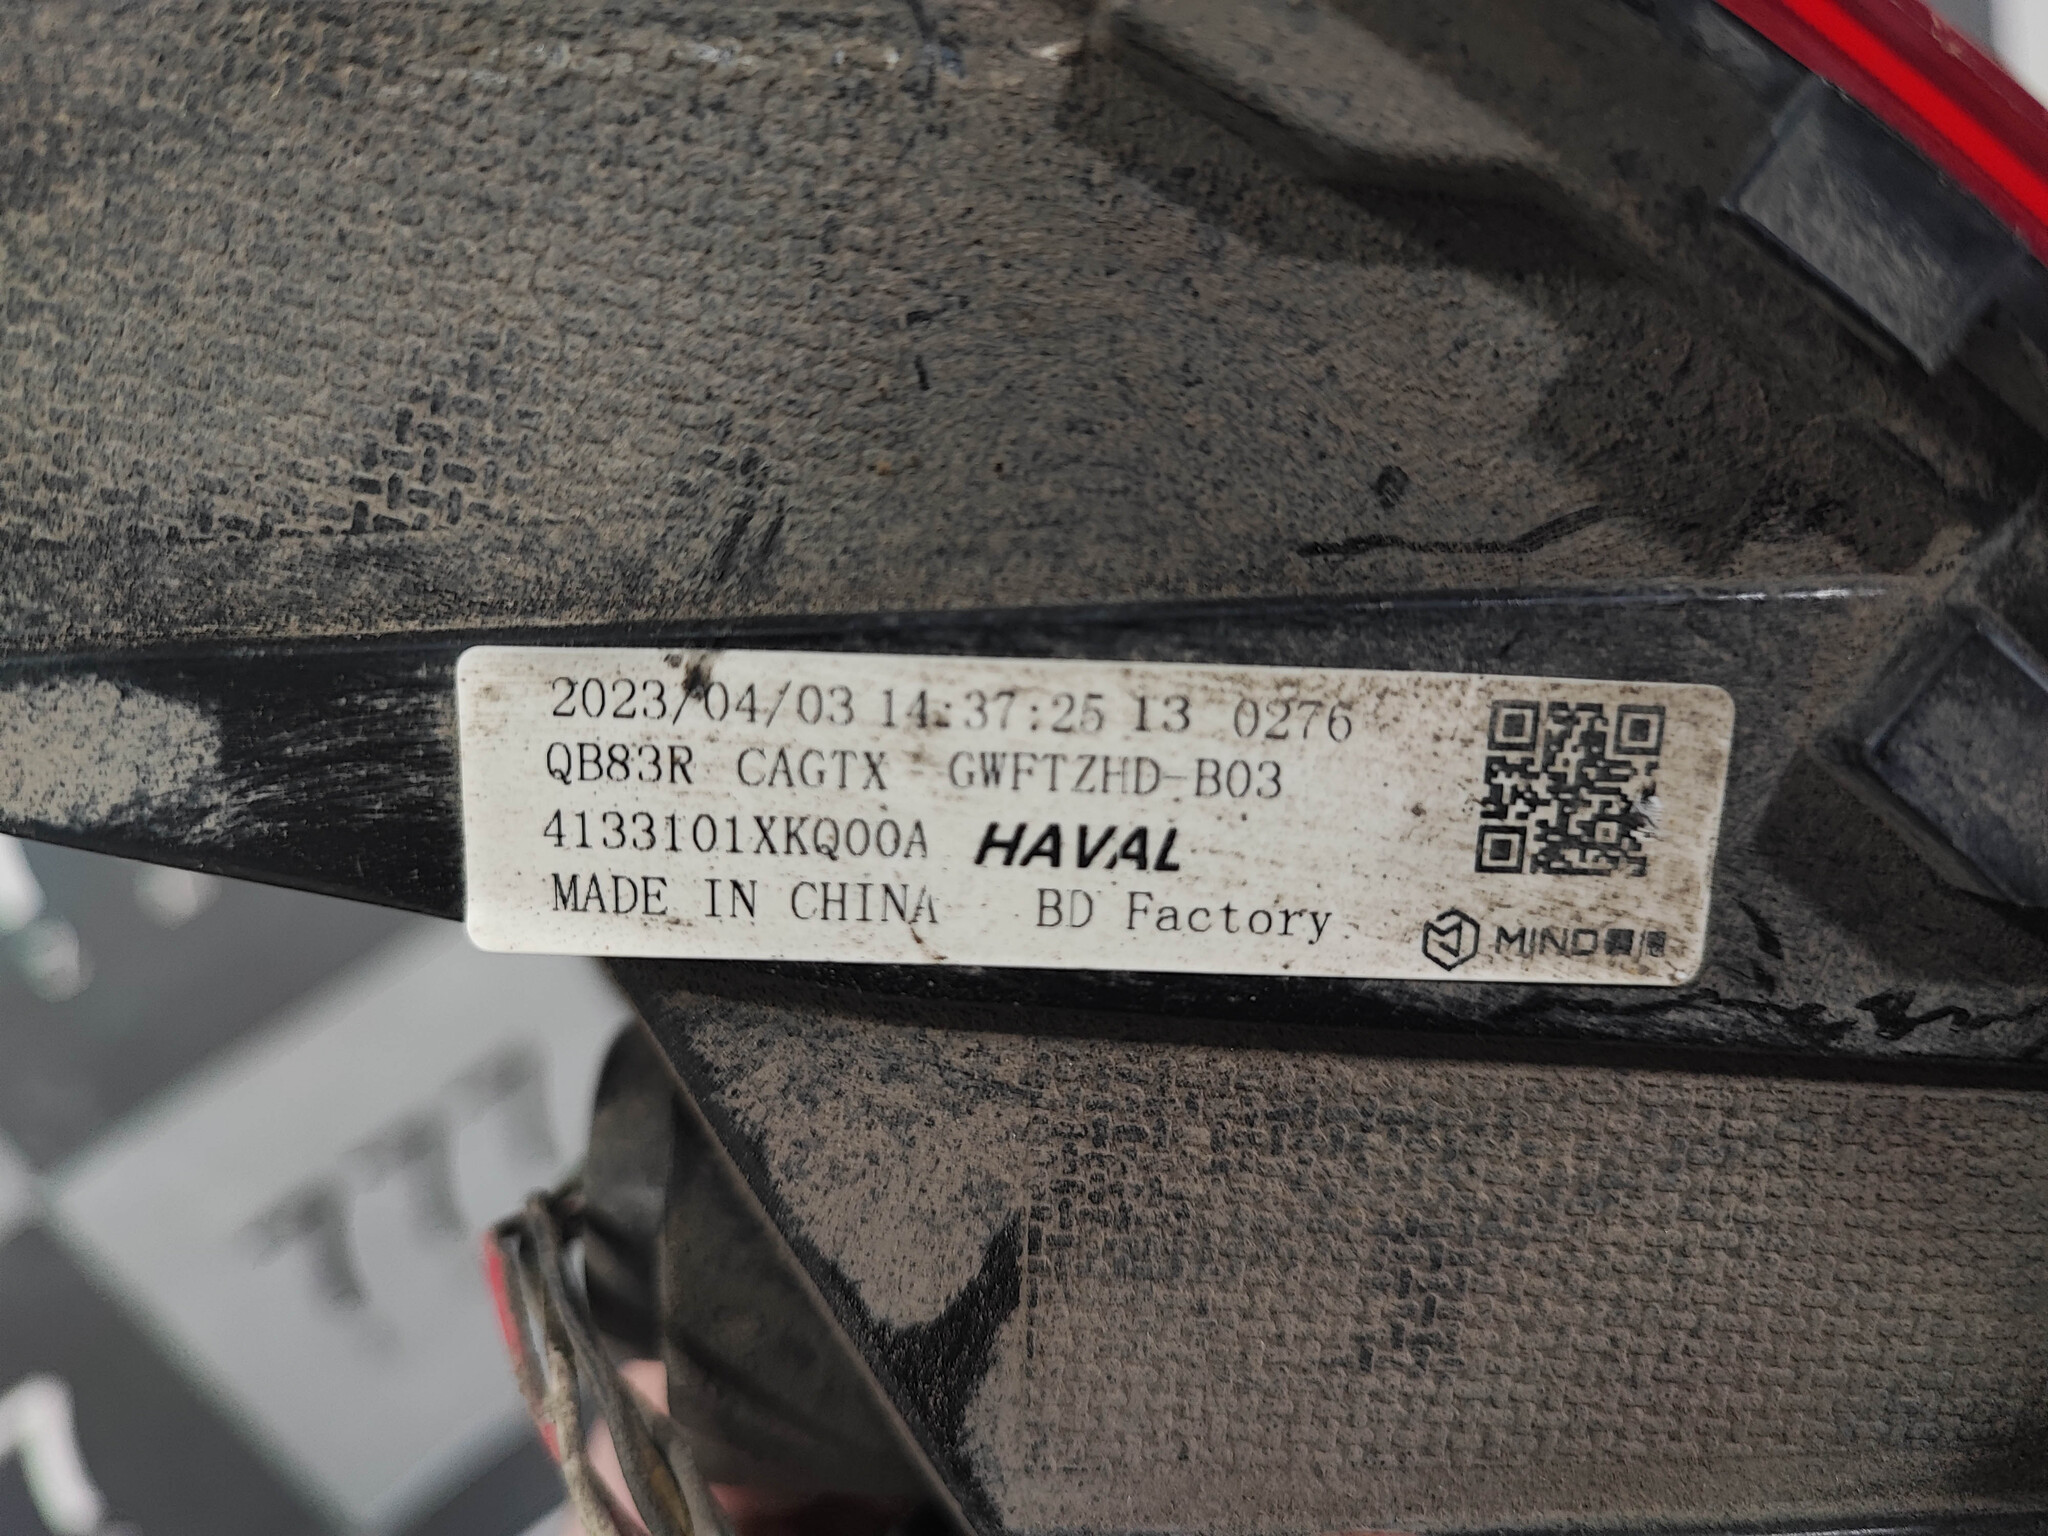 2023/04/03 14:37:25 13 0276
QB83R CAGTX GWFTZHD-B03
4133101XKQ00A HAVAL
MADE IN CHINA BD Factory
MIND
777